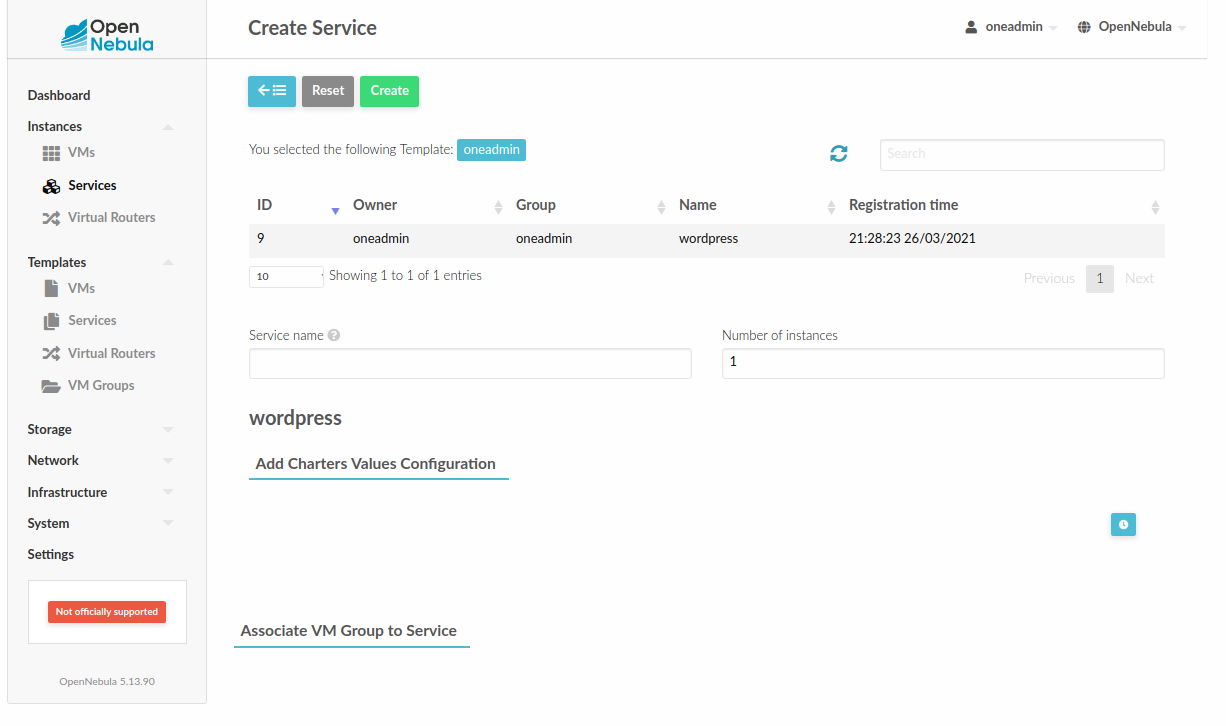 Open
Nebula
Create Service
oneadmin
OpenNebula
Dashboard
Instances
VMs
Services
Virtual Routers
Templates
VMs
Services
Virtual Routers
VM Groups
Storage
Network
Infrastructure
System
Settings
Not officially supported
OpenNebula 5.13.90
Reset
Create
You selected the following Template: oneadmin
Search
ID Owner Group Name Registration time
9 oneadmin oneadmin wordpress 21:28:23 26/03/2021
10 Showing 1 to 1 of 1 entries
Previous 1 Next
Service name ?
Number of instances
1
wordpress
Add Charters Values Configuration
Associate VM Group to Service